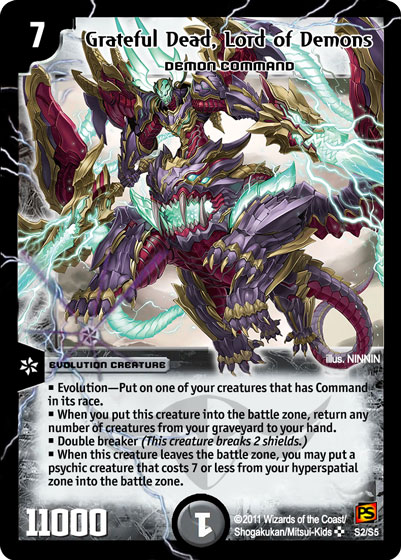 7
Grateful Dead, Lord of Demons
DEMON COMMAND
illus. NINNIN
EVOLUTION CREATURE
▪ Evolution—Put on one of your creatures that has Command
in its race.
▪ When you put this creature into the battle zone, return any
number of creatures from your graveyard to your hand.
▪ Double breaker (This creature breaks 2 shields.)
▪ When this creature leaves the battle zone, you may put a
psychic creature that costs 7 or less from your hyperspatial
zone into the battle zone.
11000
1
©2011 Wizards of the Coast/
Shogakukan/Mitsui-Kids
S2/S5
PS